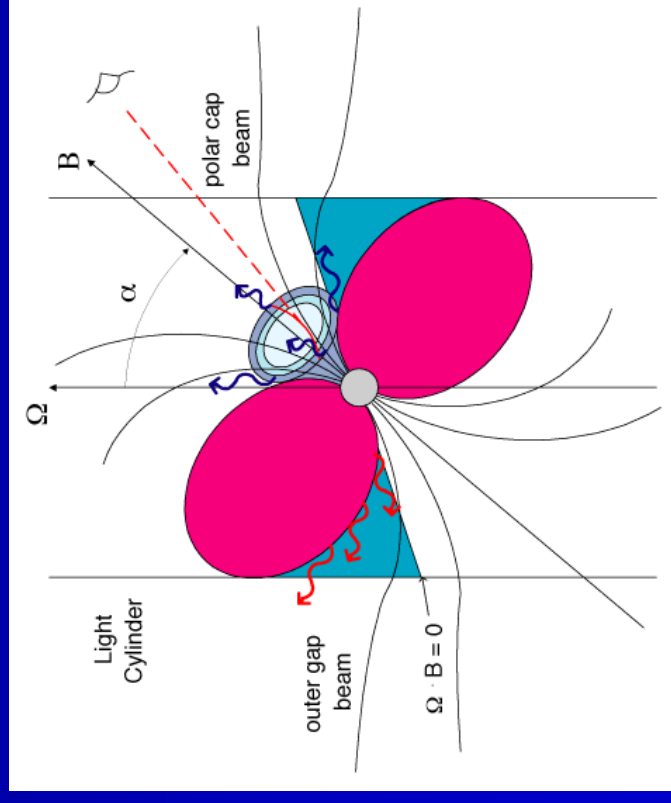 Ω
α
B
polar cap
beam
Light
Cylinder
outer gap
beam
Ω · B = 0